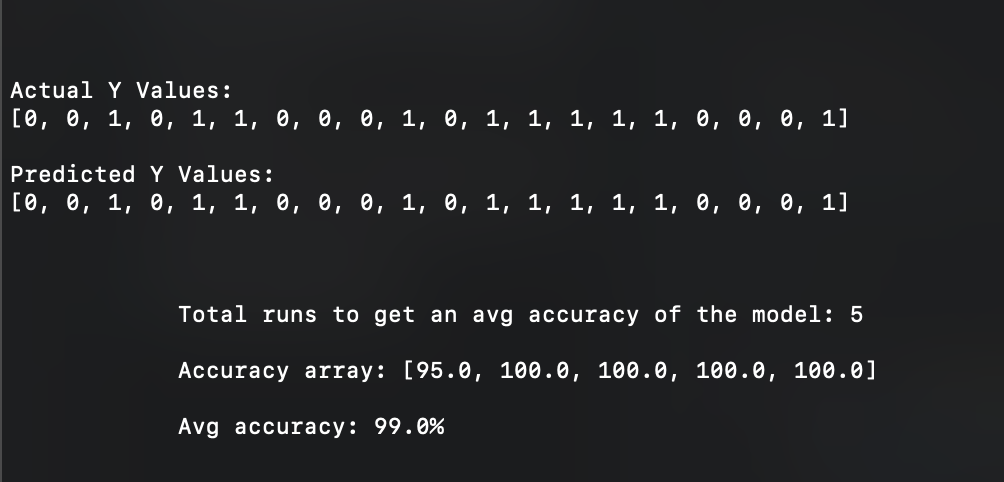 Actual Y Values:
[0, 0, 1, 0, 1, 1, 0, 0, 0, 1, 0, 1, 1, 1, 1, 1, 0, 0, 0, 1]
Predicted Y Values:
[0, 0, 1, 0, 1, 1, 0, 0, 0, 1, 0, 1, 1, 1, 1, 1, 0, 0, 0, 1]
Total runs to get an avg accuracy of the model: 5
Accuracy array: [95.0, 100.0, 100.0, 100.0, 100.0]
Avg accuracy: 99.0%